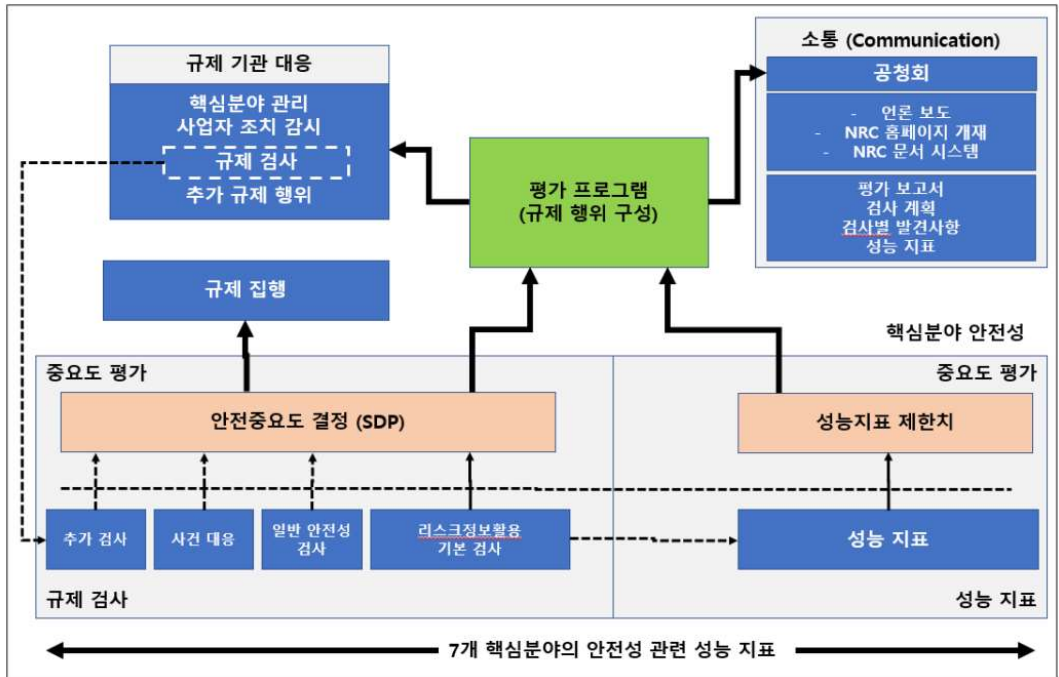 규제 기관 대응
핵심분야 관리
사업자 조치 감시
규제 검사
추가 규제 행위
규제 집행
평가 프로그램
(규제 행위 구성)
소통 (Communication)
공청회
- 언론 보도
- NRC 홈페이지 개재
- NRC 문서 시스템
평가 보고서
검사 계획
검사별 발견사항
성능 지표
핵심분야 안전성
중요도 평가
중요도 평가
안전중요도 결정 (SDP)
성능지표 제한치
추가 검사
사건 대응
일반 안전성
검사
리스크정보활용
기본 검사
성능 지표
규제 검사
성능 지표
7개 핵심분야의 안전성 관련 성능 지표